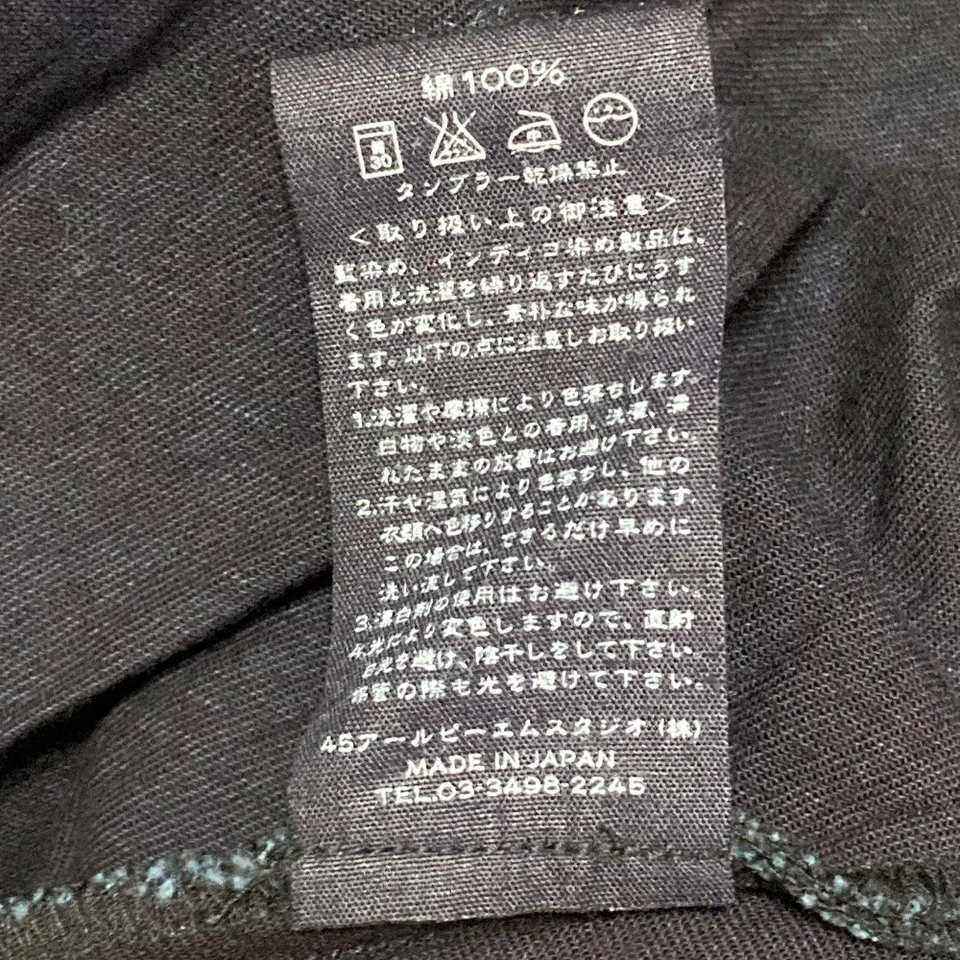 綿100%
弱
30
中
タンブラー乾燥禁止
<取り扱い上の御注意>
藍染め、インディゴ染め製品は、
着用と洗濯を繰り返すたびにうす
く色が変化し、素朴な味が得られ
ます。以下の点に注意しお取り扱い
下さい。
1.洗濯や摩擦により色落ちします。
白物や淡色との着用、洗濯、濡
れたままの放置はお避け下さい。
2.汗や湿気により色落ちし、他の
衣類へ色移りすることがあります。
この場合は、できるだけ早めに
洗い流して下さい。
3.漂白剤の使用はお避け下さい。
4.光により変色しますので、直射
日光を避け、陰干しをして下さい。
保管の際も光を避けて下さい。
45アールピーエムスタジオ(株)
MADE IN JAPAN
TEL.03-3498-2245